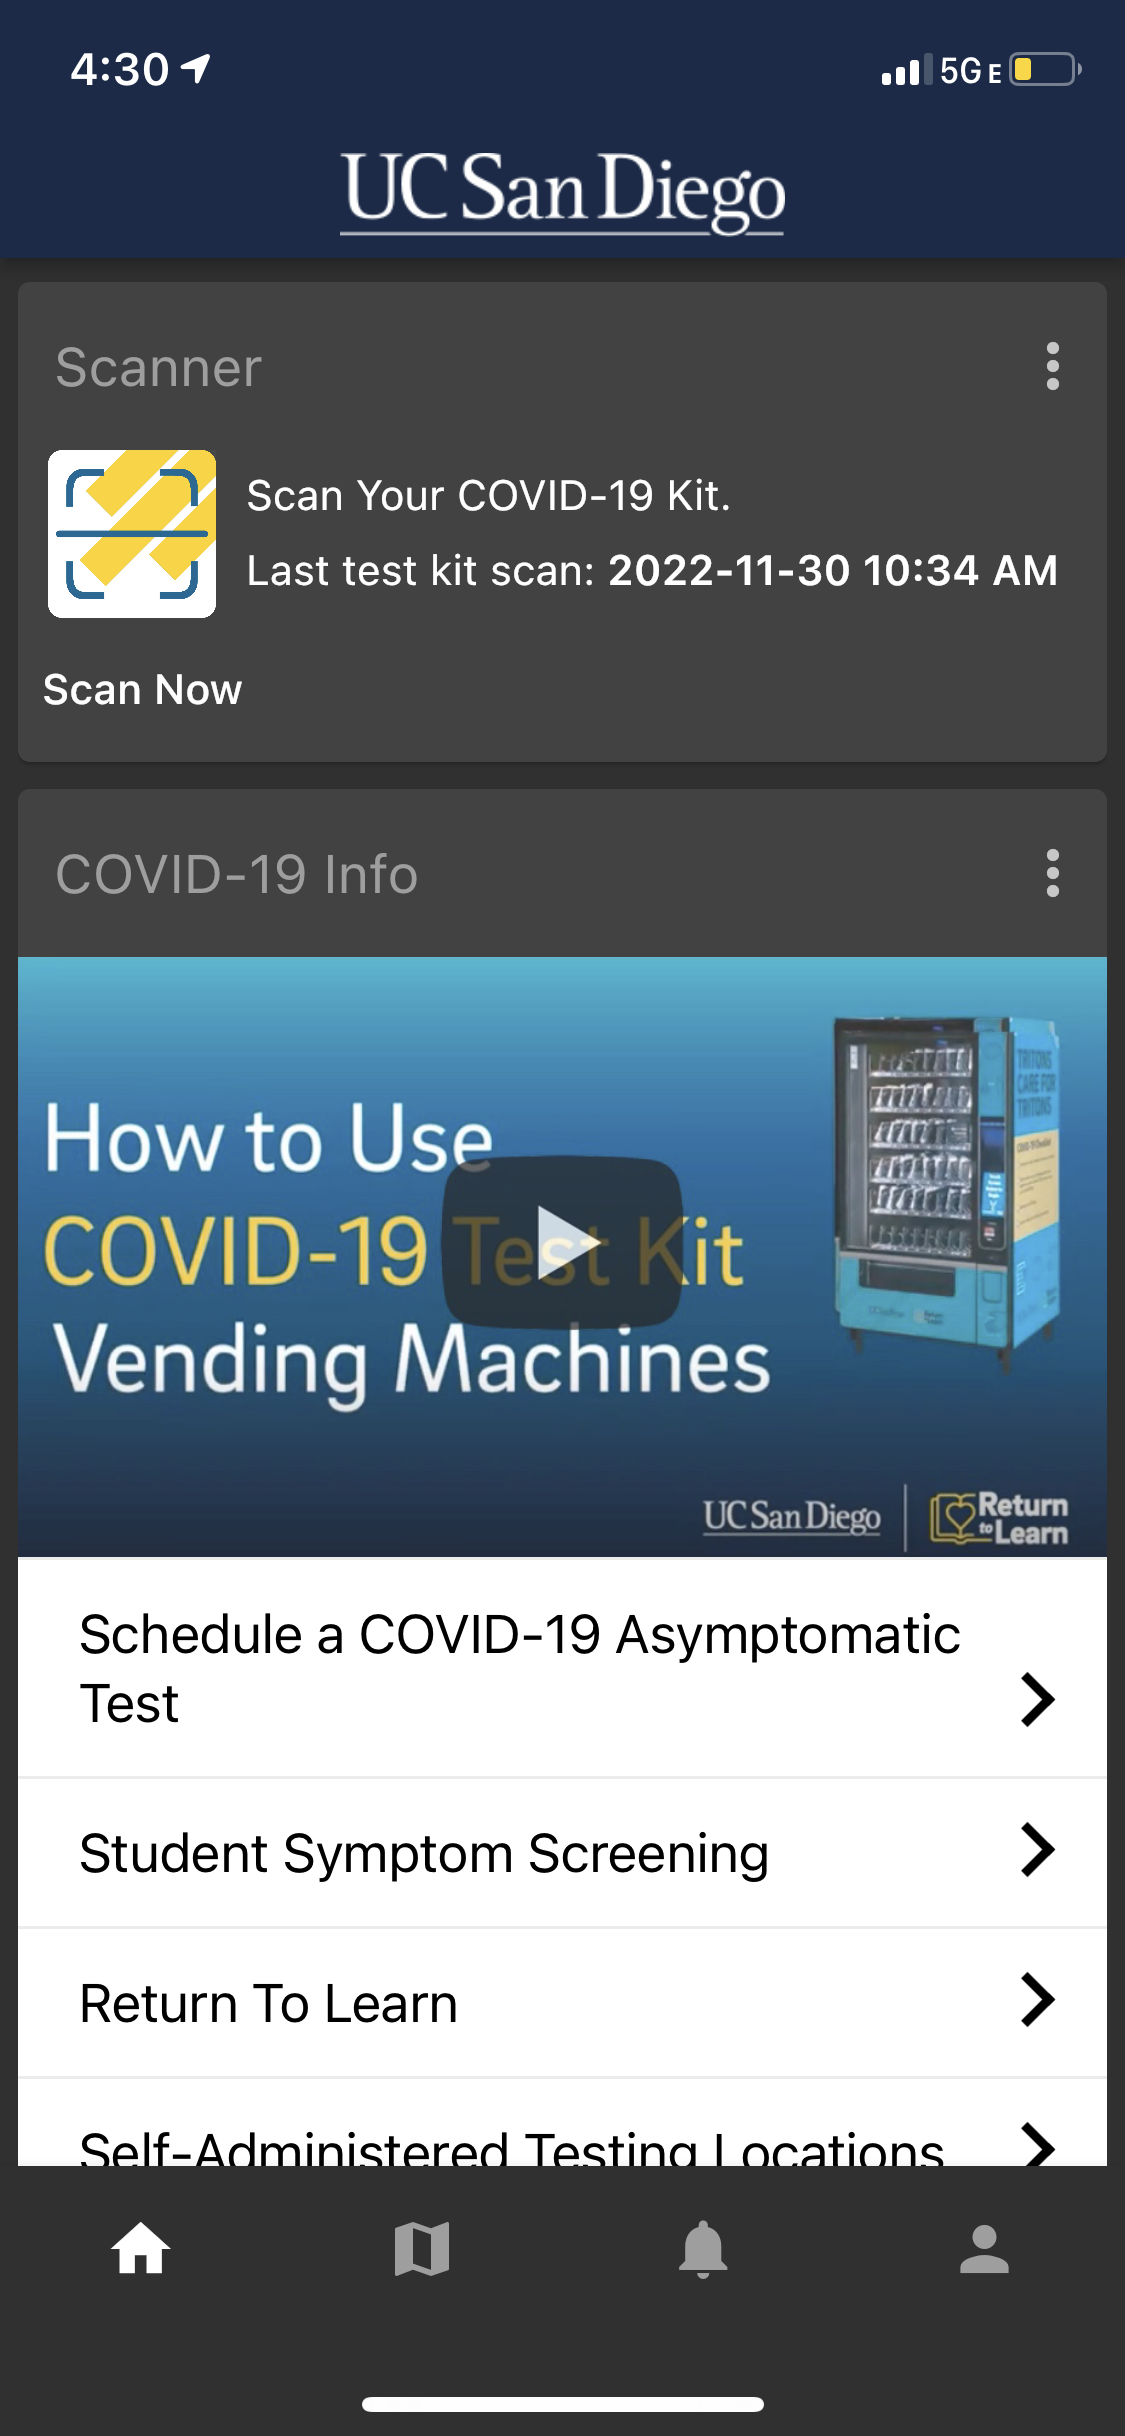 4:30
5G E
UC San Diego
Scanner
Scan Your COVID-19 Kit.
Last test kit scan: 2022-11-30 10:34 AM
Scan Now
COVID-19 Info
How to Use
COVID-19 Test Kit
Vending Machines
TRITONS
CARE FOR
TRITONS
UC San Diego
Return
to Learn
Schedule a COVID-19 Asymptomatic
Test
Student Symptom Screening
Return To Learn
Self-Administered Testing Locations